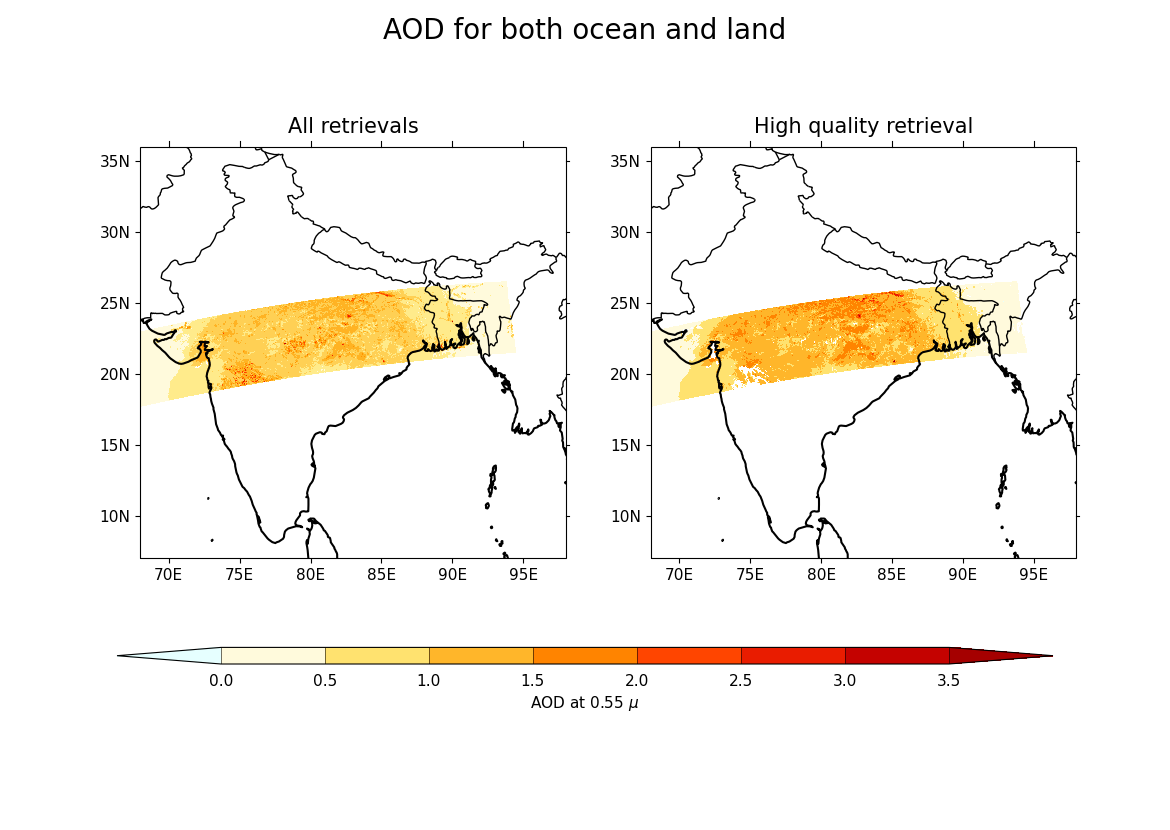 AOD for both ocean and land
All retrievals
High quality retrieval
35N
30N
25N
20N
15N
10N
70E 75E 80E 85E 90E 95E
35N
30N
25N
20N
15N
10N
70E 75E 80E 85E 90E 95E
0.0 0.5 1.0 1.5 2.0 2.5 3.0 3.5
AOD at 0.55 μ